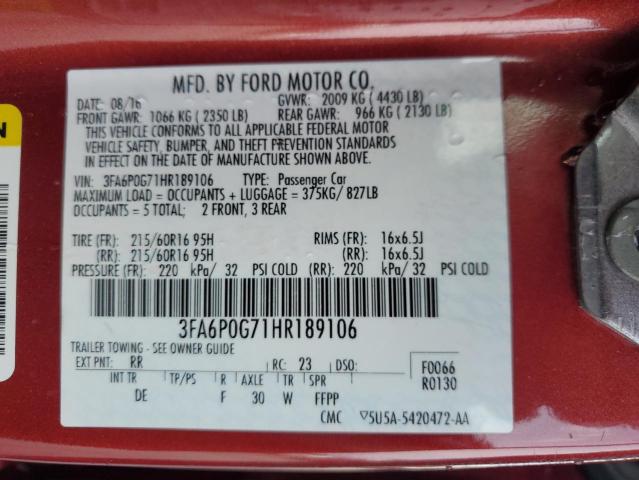 MFD. BY FORD MOTOR CO.
DATE: 08/16 GVWR: 2009 KG ( 4430 LB)
FRONT GAWR: 1066 KG ( 2350 LB) REAR GAWR: 966 KG ( 2130 LB)
THIS VEHICLE CONFORMS TO ALL APPLICABLE FEDERAL MOTOR
VEHICLE SAFETY, BUMPER, AND THEFT PREVENTION STANDARDS
IN EFFECT ON THE DATE OF MANUFACTURE SHOWN ABOVE.
VIN: 3FA6P0G71HR189106 TYPE: Passenger Car
MAXIMUM LOAD = OCCUPANTS + LUGGAGE = 375KG/ 827LB
OCCUPANTS = 5 TOTAL; 2 FRONT, 3 REAR
TIRE (FR): 215/60R16 95H RIMS (FR): 16x6.5J
(RR): 215/60R16 95H (RR): 16x6.5J
PRESSURE (FR): 220 kPa/ 32 PSI COLD (RR): 220 kPa/ 32 PSI COLD
3FA6P0G71HR189106
TRAILER TOWING - SEE OWNER GUIDE
EXT PNT: RR RC: 23 DSO: F0066
R0130
INT TR TP/PS R AXLE TR SPR
DE F 30 W FFPP
CMC ▽5U5A-5420472-AA
N